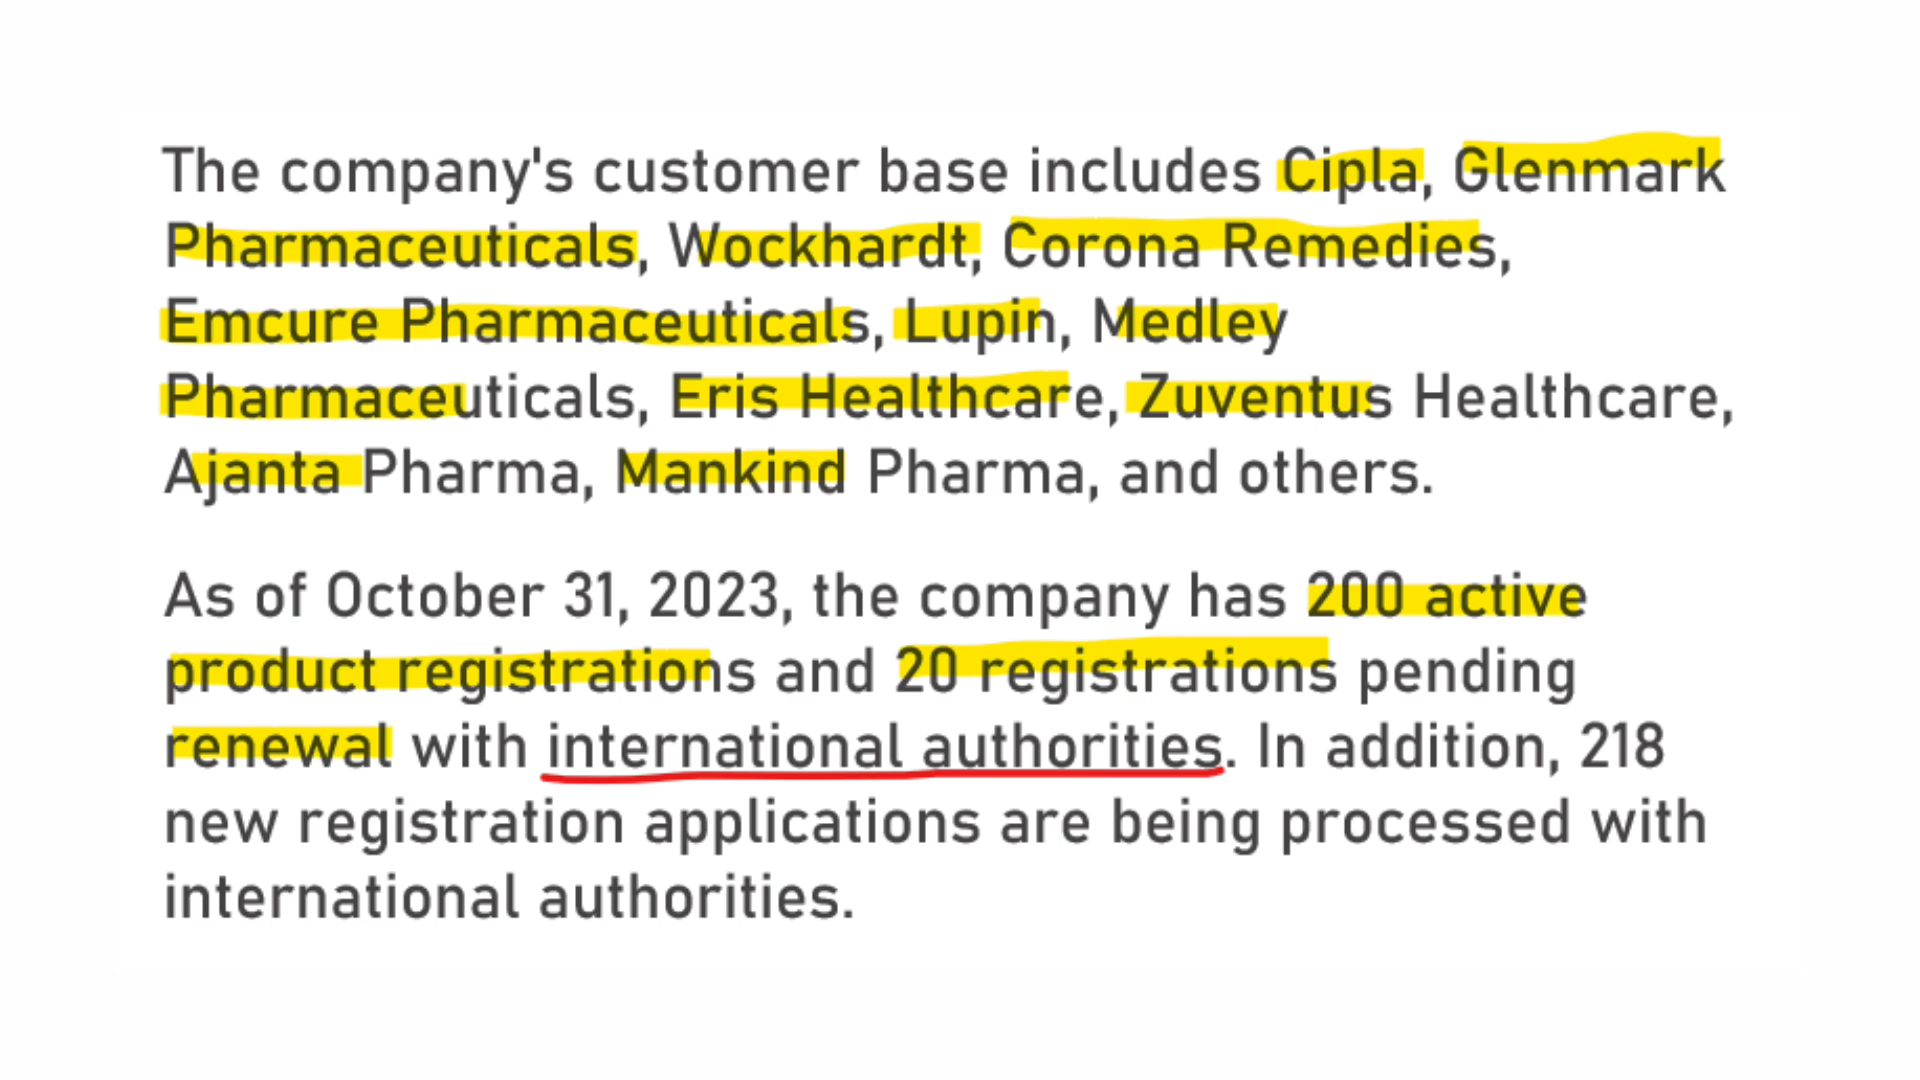 The company's customer base includes Cipla, Glenmark
Pharmaceuticals, Wockhardt, Corona Remedies,
Emcure Pharmaceuticals, Lupin, Medley
Pharmaceuticals, Eris Healthcare, Zuventus Healthcare,
Ajanta Pharma, Mankind Pharma, and others.
As of October 31, 2023, the company has 200 active
product registrations and 20 registrations pending
renewal with international authorities. In addition, 218
new registration applications are being processed with
international authorities.